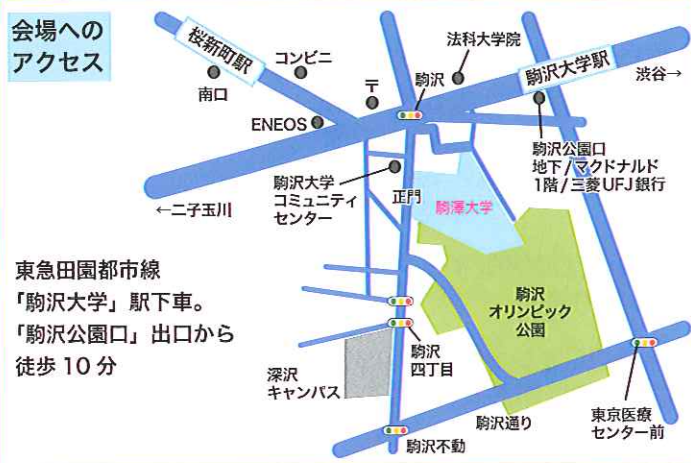 会場への
アクセス
桜新町駅
コンビニ
南口
ENEOS
〒
駒沢
法科大学院
駒沢大学駅
渋谷→
駒沢公園口
地下/マクドナルド
1階/三菱UFJ銀行
←二子玉川
駒沢大学
コミュニティ
センター
正門
駒澤大学
東急田園都市線
「駒沢大学」駅下車。
「駒沢公園口」出口から
徒歩10分
駒沢
オリンピック
公園
駒沢
四丁目
深沢
キャンパス
駒沢通り
駒沢不動
東京医療
センター前